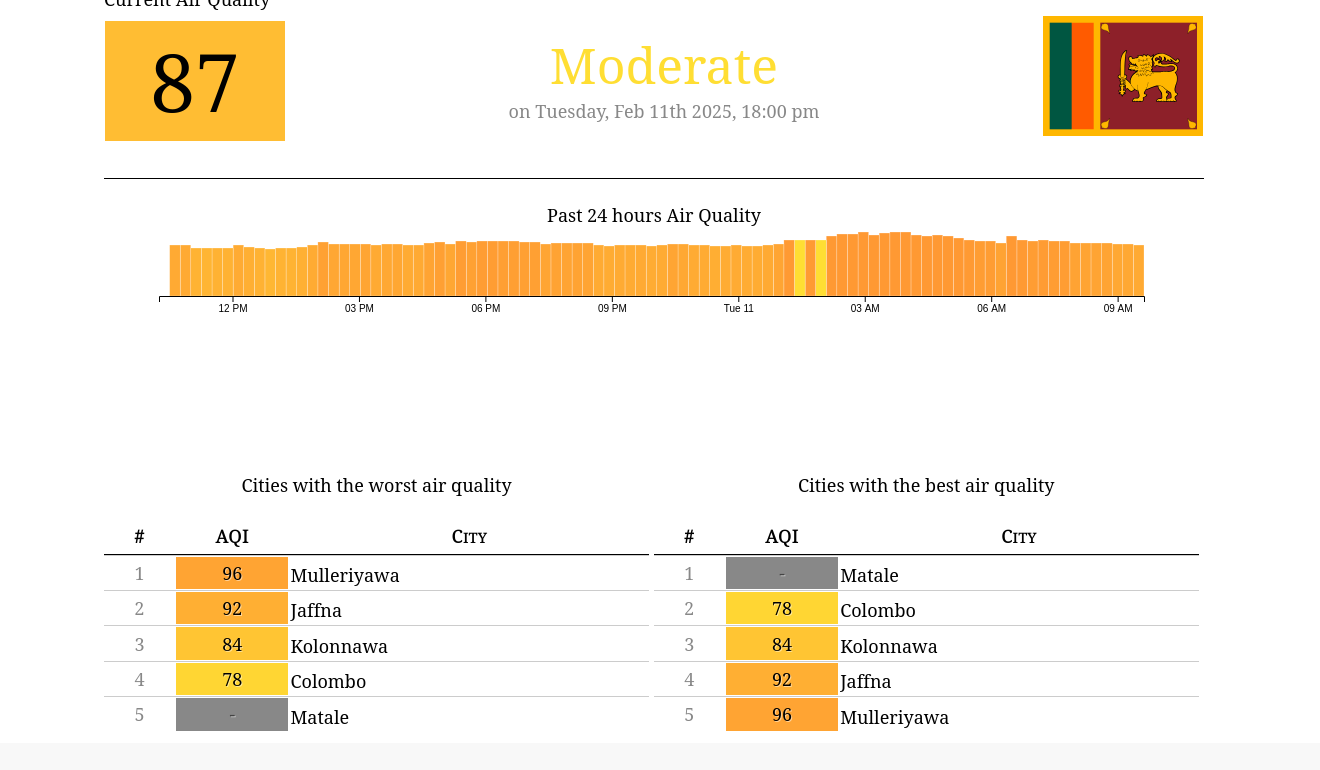 Current Air Quality
87
Moderate
on Tuesday, Feb 11th 2025, 18:00 pm
Past 24 hours Air Quality
12 PM 03 PM 06 PM 09 PM Tue 11 03 AM 06 AM 09 AM
Cities with the worst air quality
# AQI City
1 96 Mulleriyawa
2 92 Jaffna
3 84 Kolonnawa
4 78 Colombo
5 - Matale
Cities with the best air quality
# AQI City
1 - Matale
2 78 Colombo
3 84 Kolonnawa
4 92 Jaffna
5 96 Mulleriyawa